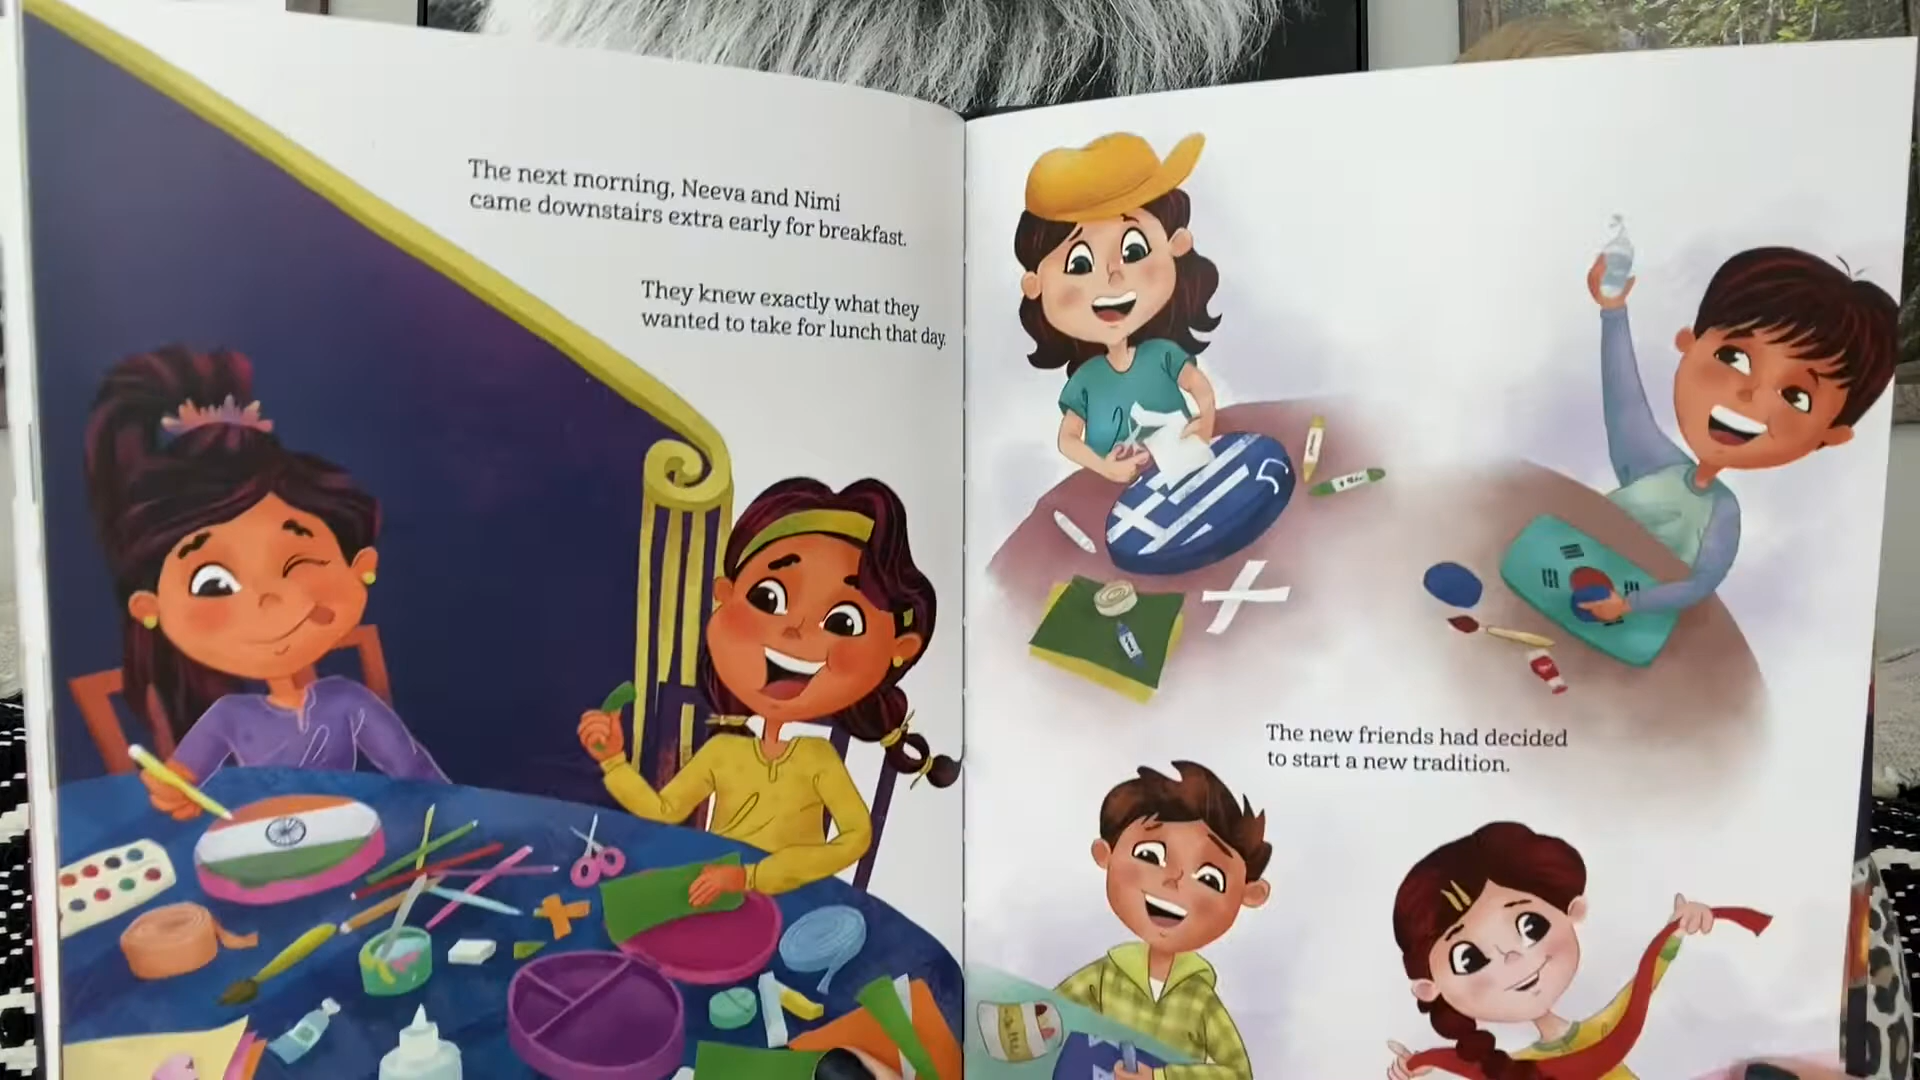 The next morning, Neeva and Nimi
came downstairs extra early for breakfast.
They knew exactly what they
wanted to take for lunch that day.
The new friends had decided
to start a new tradition.